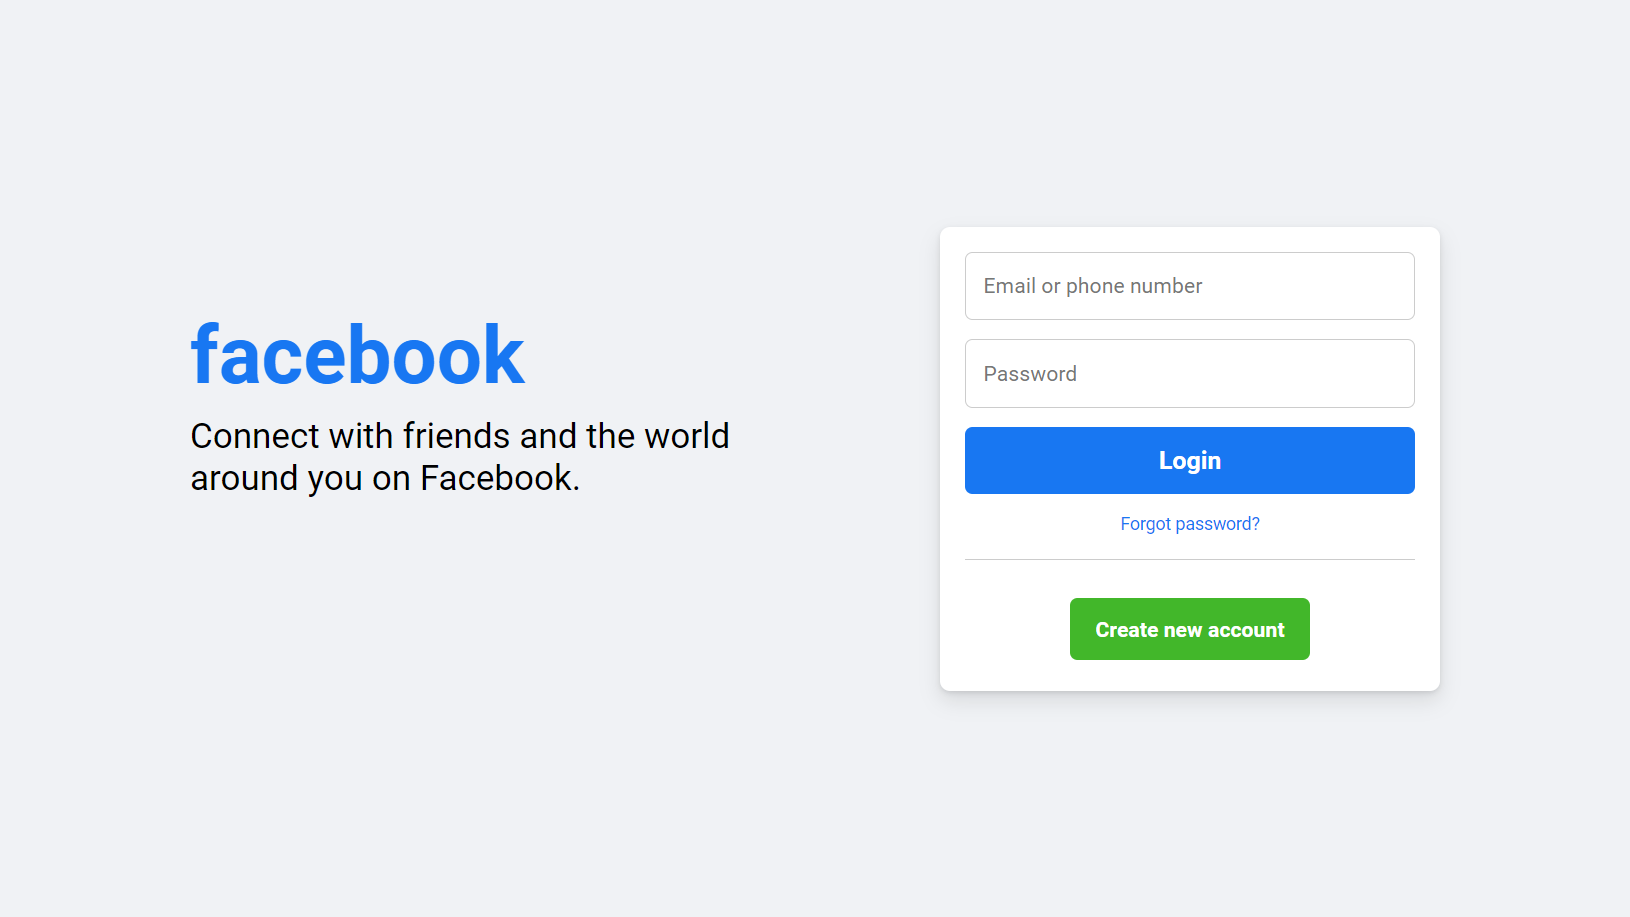 facebook
Connect with friends and the world
around you on Facebook.
Email or phone number
Password
Login
Forgot password?
Create new account